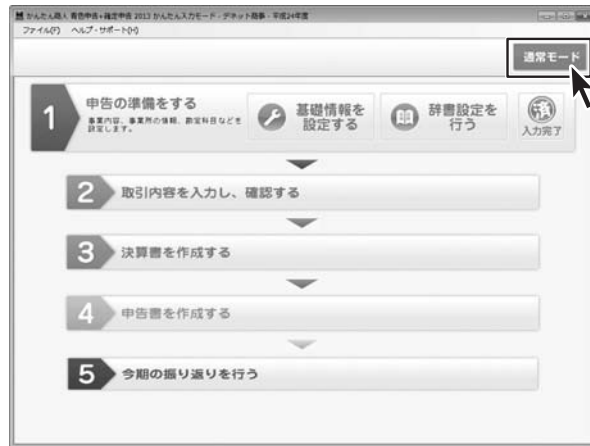 かんたん商人 青色申告+確定申告 2013 かんたん入力モード - デネット商事 - 平成24年度
ファイル(F) ヘルプ・サポート(H)
通常モード
1
申告の準備をする
事業内容、事業所の情報、勘定科目などを
設定します。
基礎情報を
設定する
辞書設定を
行う
済
入力完了
2 取引内容を入力し、確認する
3 決算書を作成する
4 申告書を作成する
5 今期の振り返りを行う